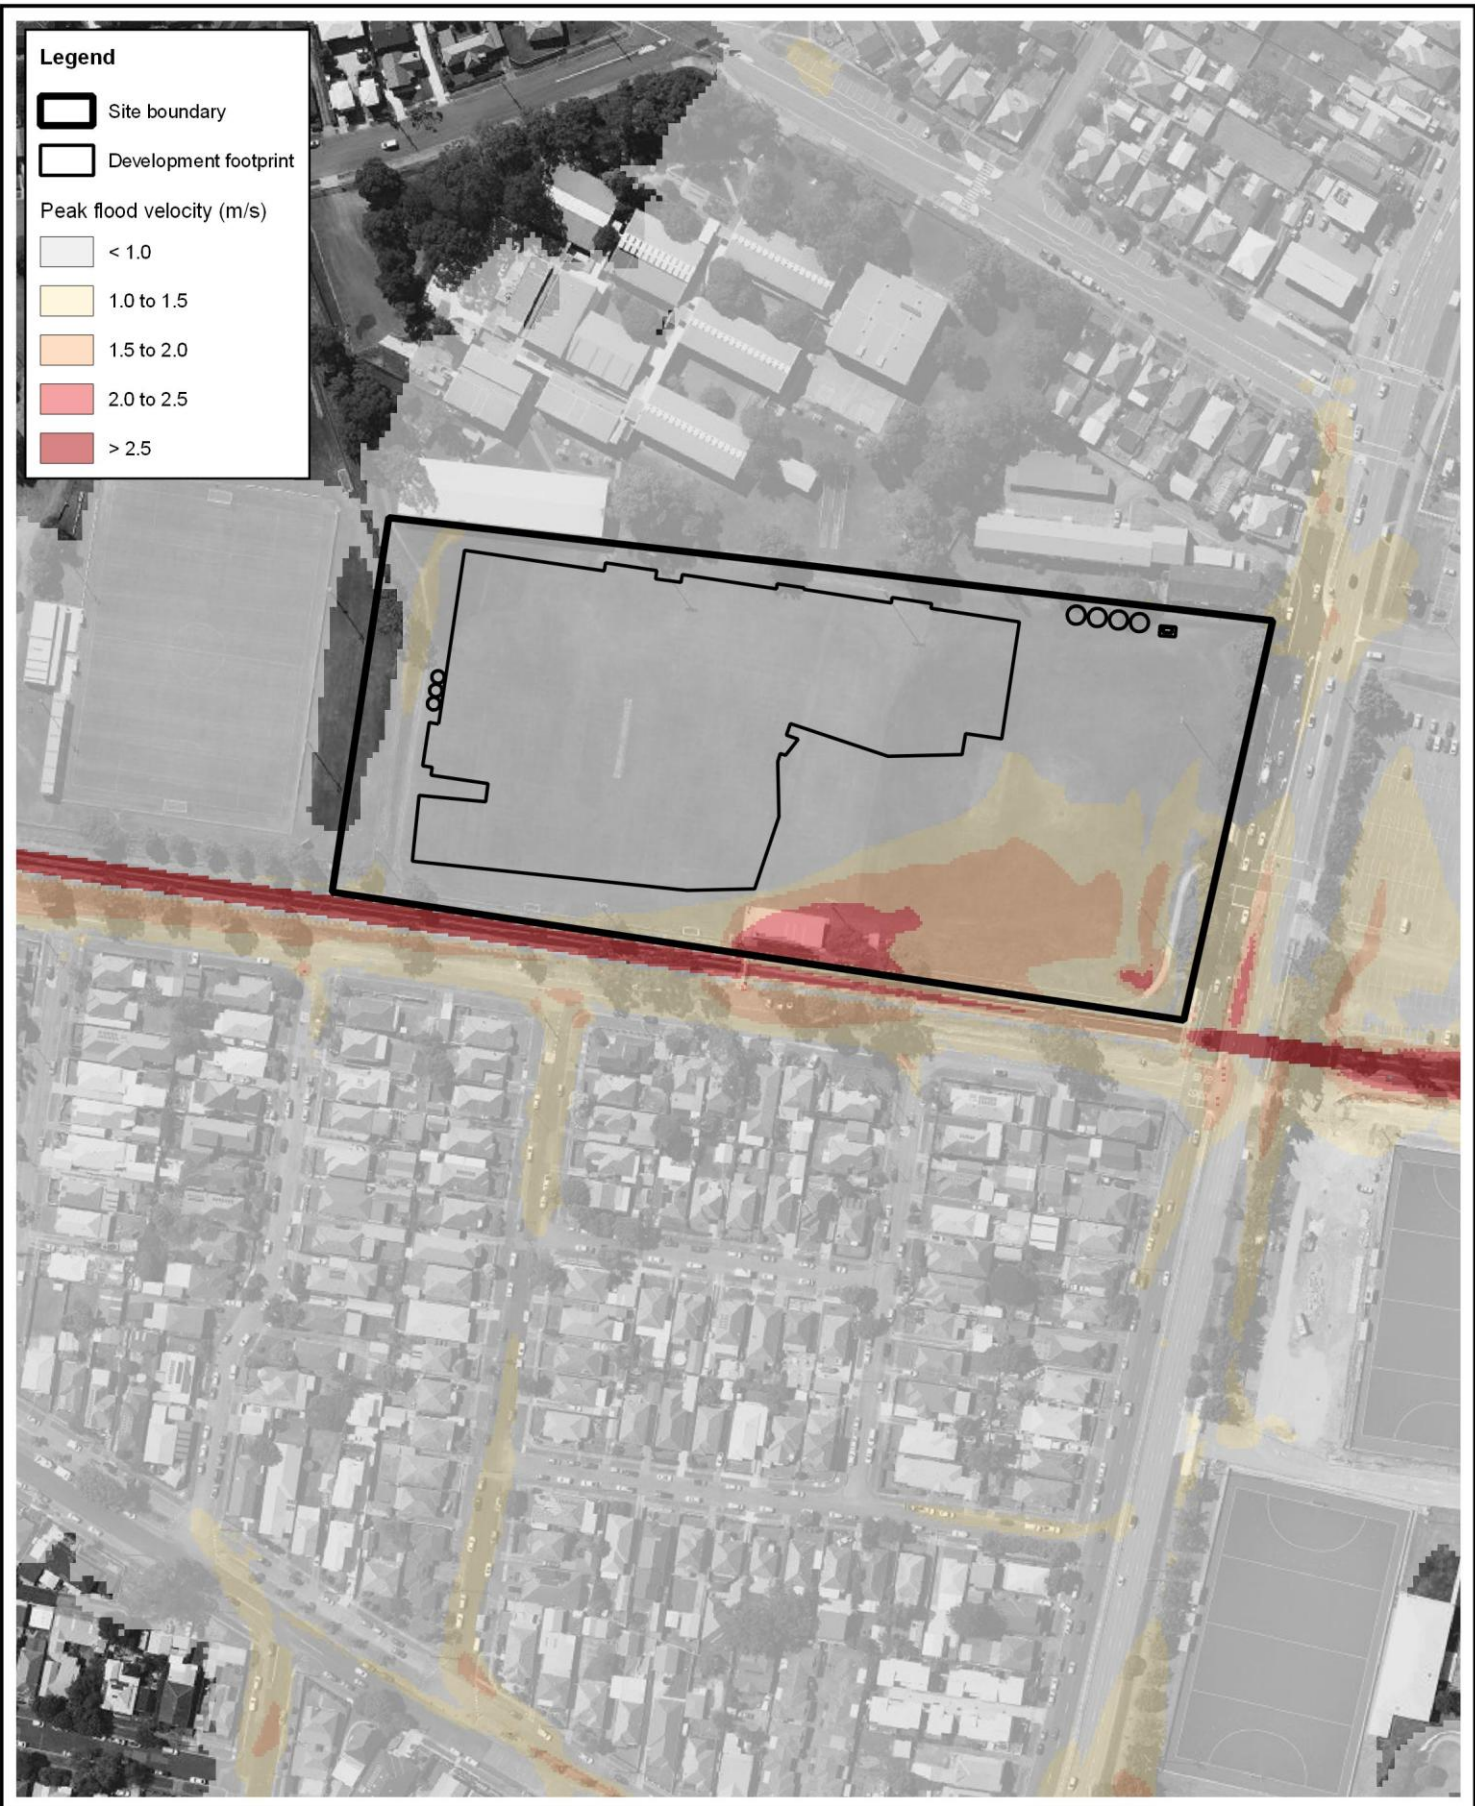 Legend
Site boundary
Development footprint
Peak flood velocity (m/s)
< 1.0
1.0 to 1.5
1.5 to 2.0
2.0 to 2.5
> 2.5